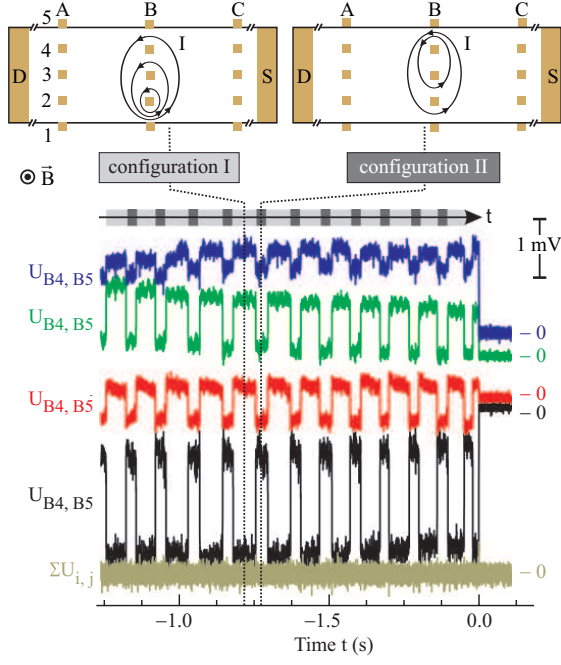 5 A B C A B C
4 I I
D 3 S D S
2
1
configuration I configuration II
⊙ B⃗
t
1 mV
U_B4, B5
– 0
U_B4, B5
– 0
U_B4, B5
– 0
– 0
U_B4, B5
ΣU_i, j – 0
−1.0 −1.5 0.0
Time t (s)